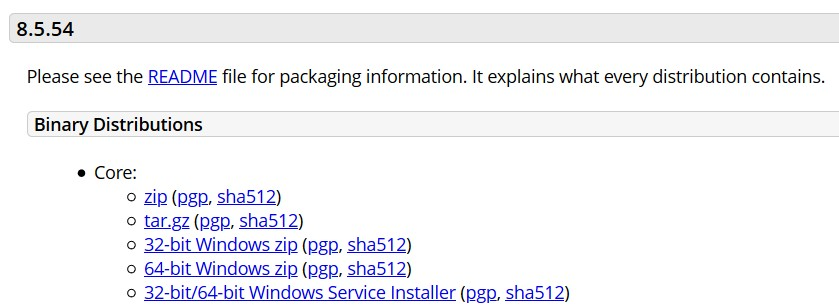 8.5.54
Please see the README file for packaging information. It explains what every distribution contains.
Binary Distributions
Core:
zip (pgp, sha512)
tar.gz (pgp, sha512)
32-bit Windows zip (pgp, sha512)
64-bit Windows zip (pgp, sha512)
32-bit/64-bit Windows Service Installer (pgp, sha512)